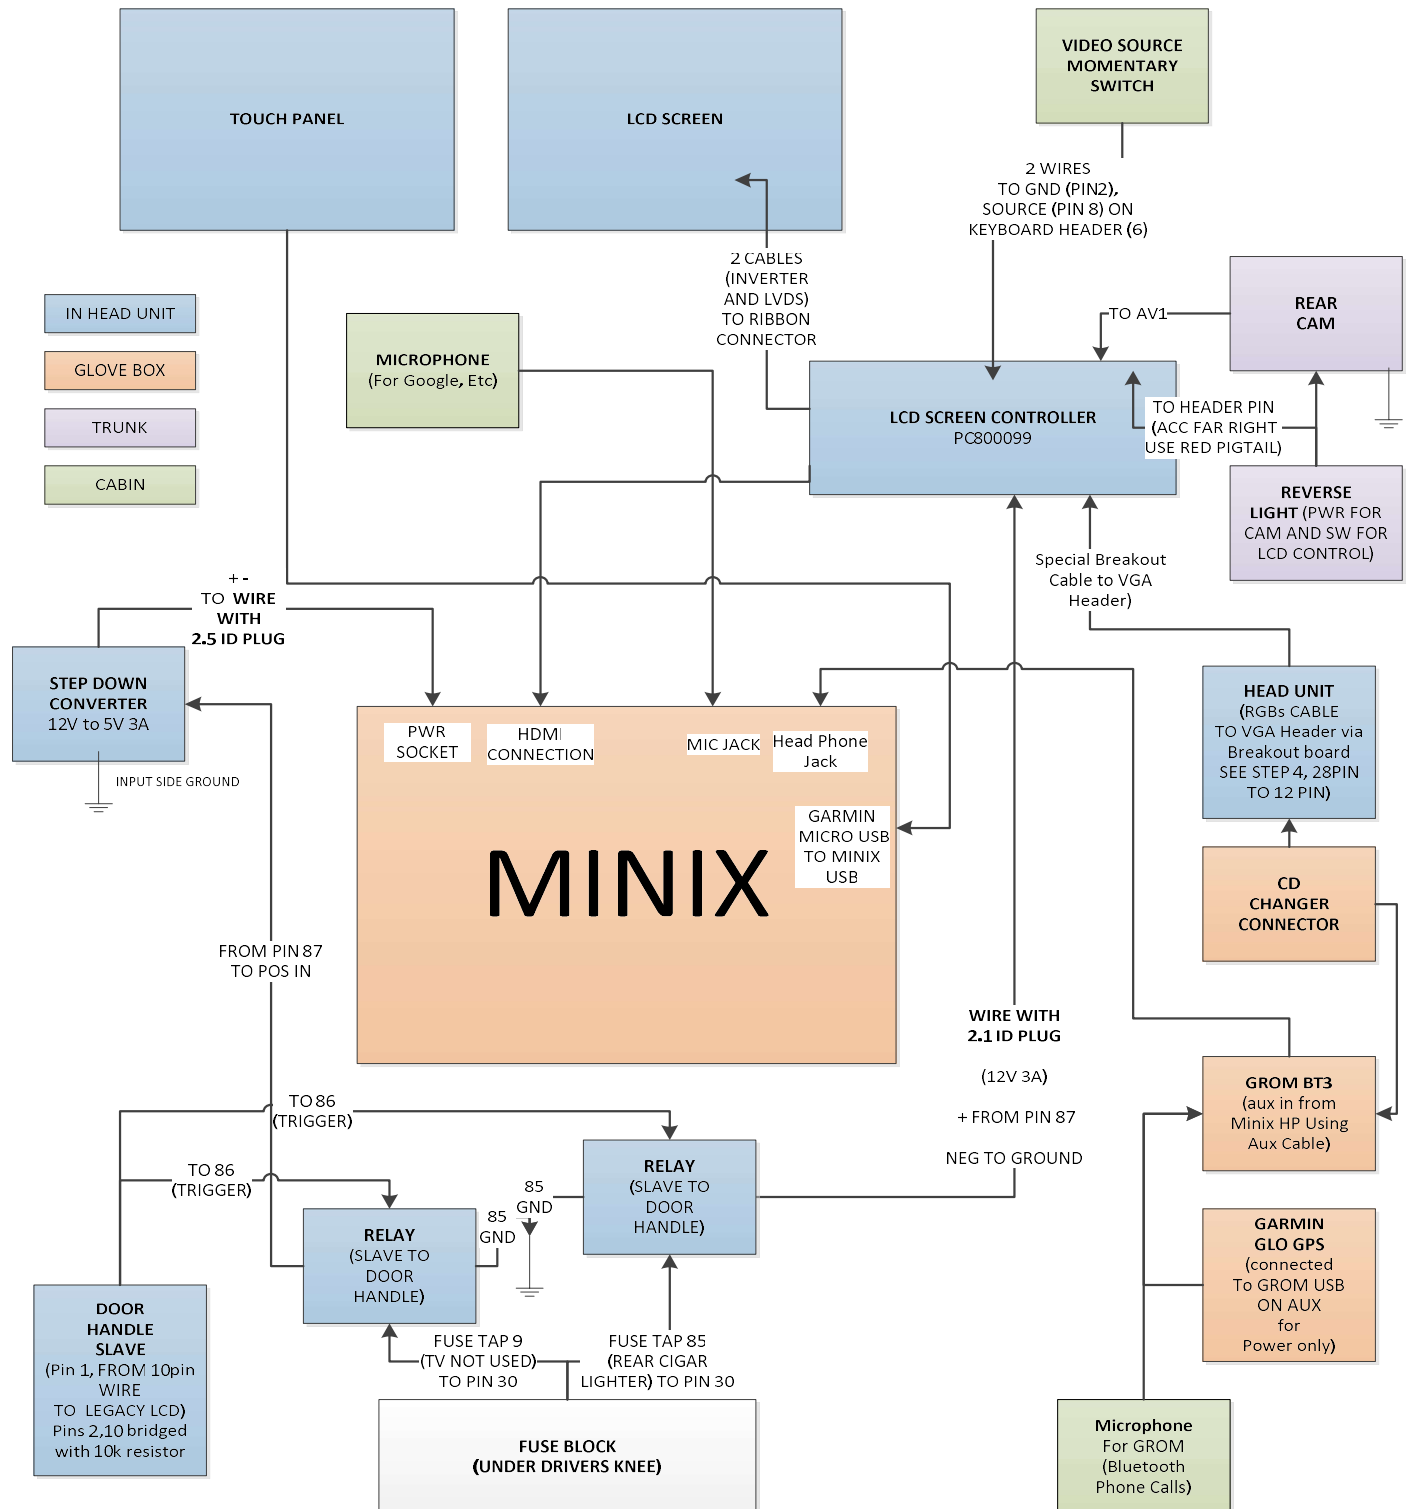 TOUCH PANEL
LCD SCREEN
VIDEO SOURCE
MOMENTARY
SWITCH
2 WIRES
TO GND (PIN2),
SOURCE (PIN 8) ON
KEYBOARD HEADER (6)
2 CABLES
(INVERTER
AND LVDS)
TO RIBBON
CONNECTOR
IN HEAD UNIT
GLOVE BOX
TRUNK
CABIN
MICROPHONE
(For Google, Etc)
TO AV1
REAR
CAM
LCD SCREEN CONTROLLER
PC800099
TO HEADER PIN
(ACC FAR RIGHT
USE RED PIGTAIL)
REVERSE
LIGHT (PWR FOR
CAM AND SW FOR
LCD CONTROL)
Special Breakout
Cable to VGA
Header)
+ -
TO WIRE
WITH
2.5 ID PLUG
STEP DOWN
CONVERTER
12V to 5V 3A
INPUT SIDE GROUND
PWR
SOCKET
HDMI
CONNECTION
MIC JACK
Head Phone
Jack
GARMIN
MICRO USB
TO MINIX
USB
MINIX
HEAD UNIT
(RGBs CABLE
TO VGA Header via
Breakout board
SEE STEP 4, 28PIN
TO 12 PIN)
CD
CHANGER
CONNECTOR
FROM PIN 87
TO POS IN
WIRE WITH
2.1 ID PLUG
(12V 3A)
+ FROM PIN 87
NEG TO GROUND
GROM BT3
(aux in from
Minix HP Using
Aux Cable)
TO 86
(TRIGGER)
TO 86
(TRIGGER)
RELAY
(SLAVE TO
DOOR
HANDLE)
85
GND
85
GND
RELAY
(SLAVE TO
DOOR
HANDLE)
GARMIN
GLO GPS
(connected
To GROM USB
ON AUX
for
Power only)
DOOR
HANDLE
SLAVE
(Pin 1, FROM 10pin
WIRE
TO LEGACY LCD)
Pins 2,10 bridged
with 10k resistor
FUSE TAP 9
(TV NOT USED)
TO PIN 30
FUSE TAP 85
(REAR CIGAR
LIGHTER) TO PIN 30
FUSE BLOCK
(UNDER DRIVERS KNEE)
Microphone
For GROM
(Bluetooth
Phone Calls)